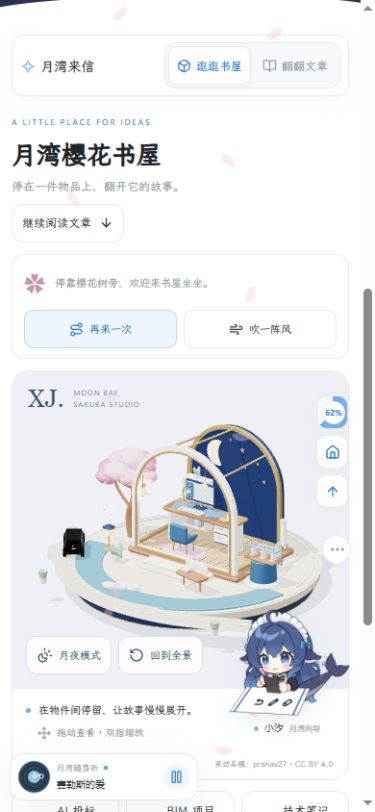 月湾来信
逛逛书屋
翻翻文章
A LITTLE PLACE FOR IDEAS
月湾樱花书屋
停在一件物品上，翻开它的故事。
继续阅读文章
停靠樱花树旁，欢迎来书屋坐坐。
再来一次
吹一阵风
XJ.
MOON BAY
SAKURA STUDIO
62%
月夜模式
回到全景
在物件间停留，让故事慢慢展开。
拖动查看·双指缩放
小汐 月湾向导
来访车模：pranav27 · CC BY 4.0
月湾随身听
喜勒斯的爱
AI 投标
BIM 项目
技术笔记